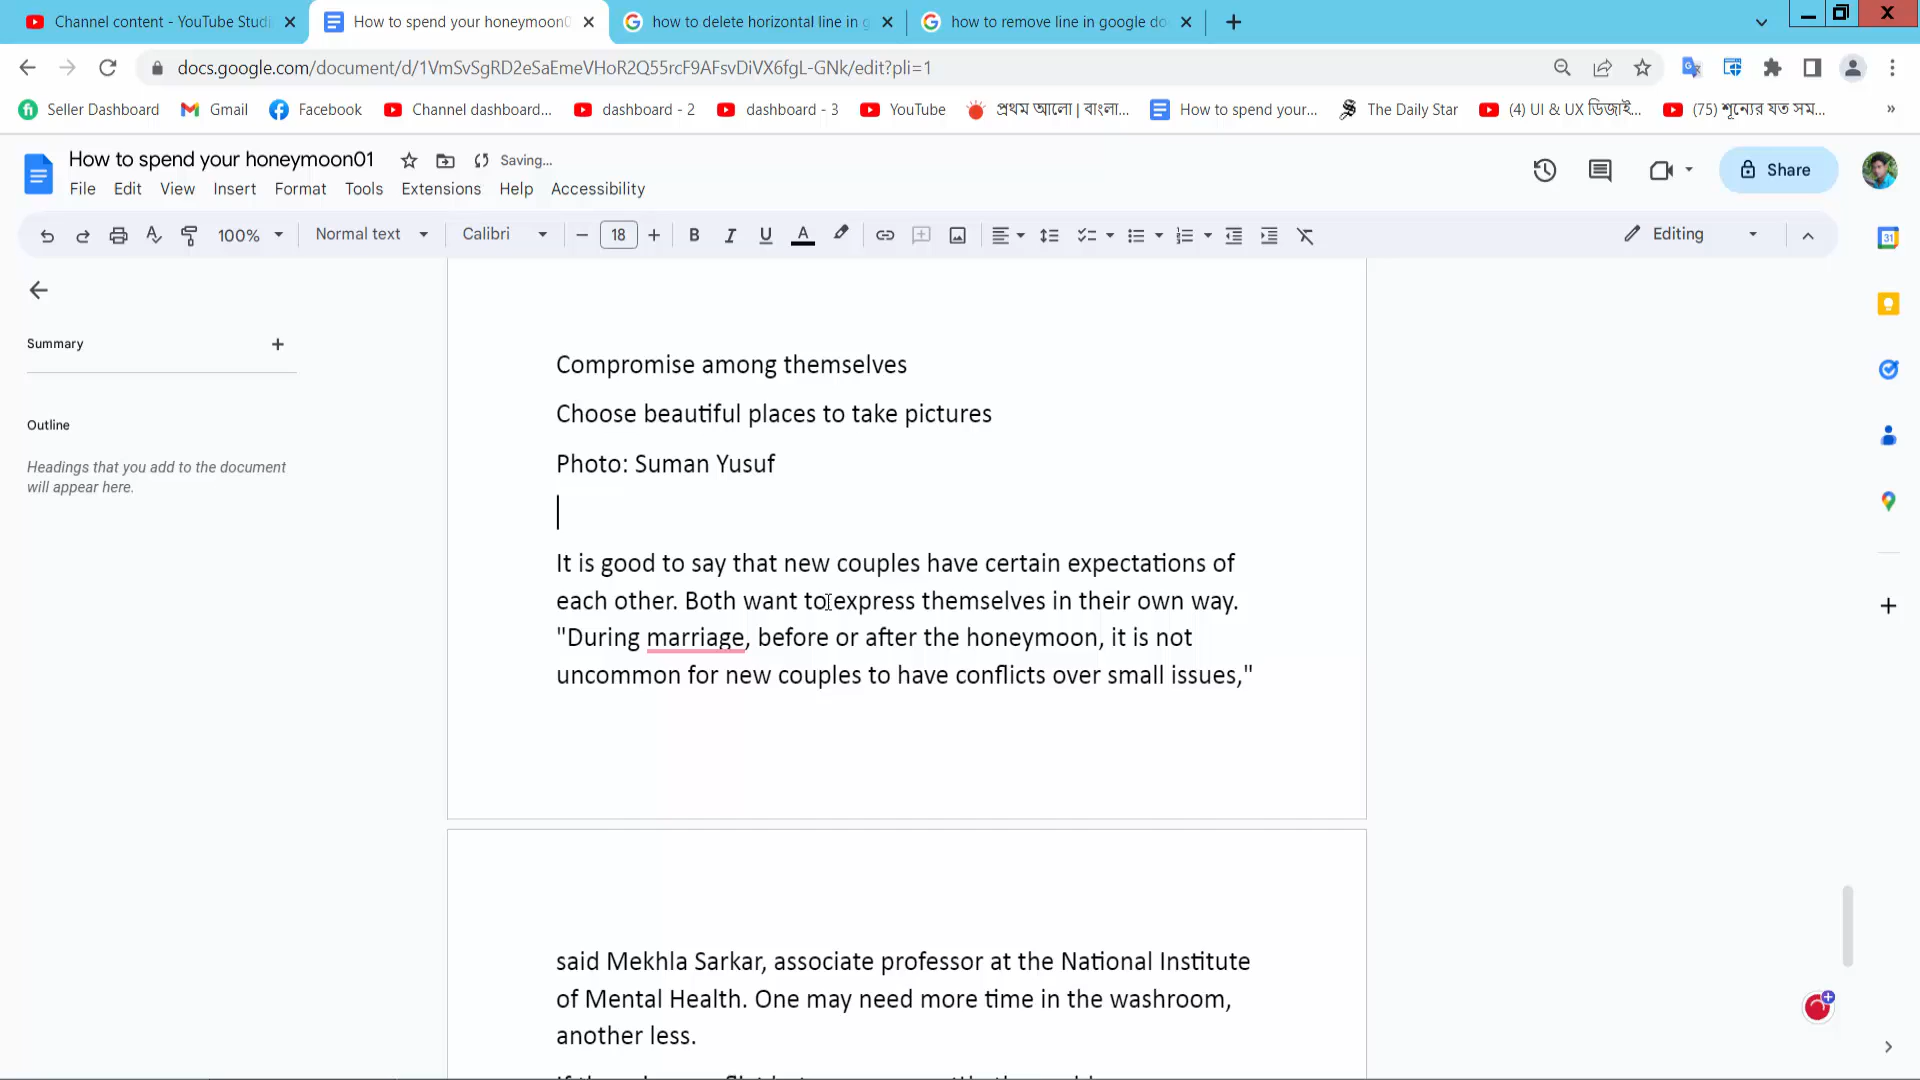 Channel content - YouTube Studi
How to spend your honeymoon0
how to delete horizontal line in g
how to remove line in google do
docs.google.com/document/d/1VmSvSgRD2eSaEmeVHoR2Q55rcF9AFsvDiVX6fgL-GNk/edit?pli=1
Seller Dashboard
Gmail
Facebook
Channel dashboard...
dashboard - 2
dashboard - 3
YouTube
প্রথম আলো | বাংলা...
How to spend your...
The Daily Star
(4) UI & UX ডিজাই...
(75) শূন্যের যত সম...
How to spend your honeymoon01
Saving...
File Edit View Insert Format Tools Extensions Help Accessibility
Share
100%
Normal text
Calibri
18
Editing
Summary
Outline
Headings that you add to the document
will appear here.
Compromise among themselves
Choose beautiful places to take pictures
Photo: Suman Yusuf
It is good to say that new couples have certain expectations of
each other. Both want to express themselves in their own way.
"During marriage, before or after the honeymoon, it is not
uncommon for new couples to have conflicts over small issues,"
said Mekhla Sarkar, associate professor at the National Institute
of Mental Health. One may need more time in the washroom,
another less.